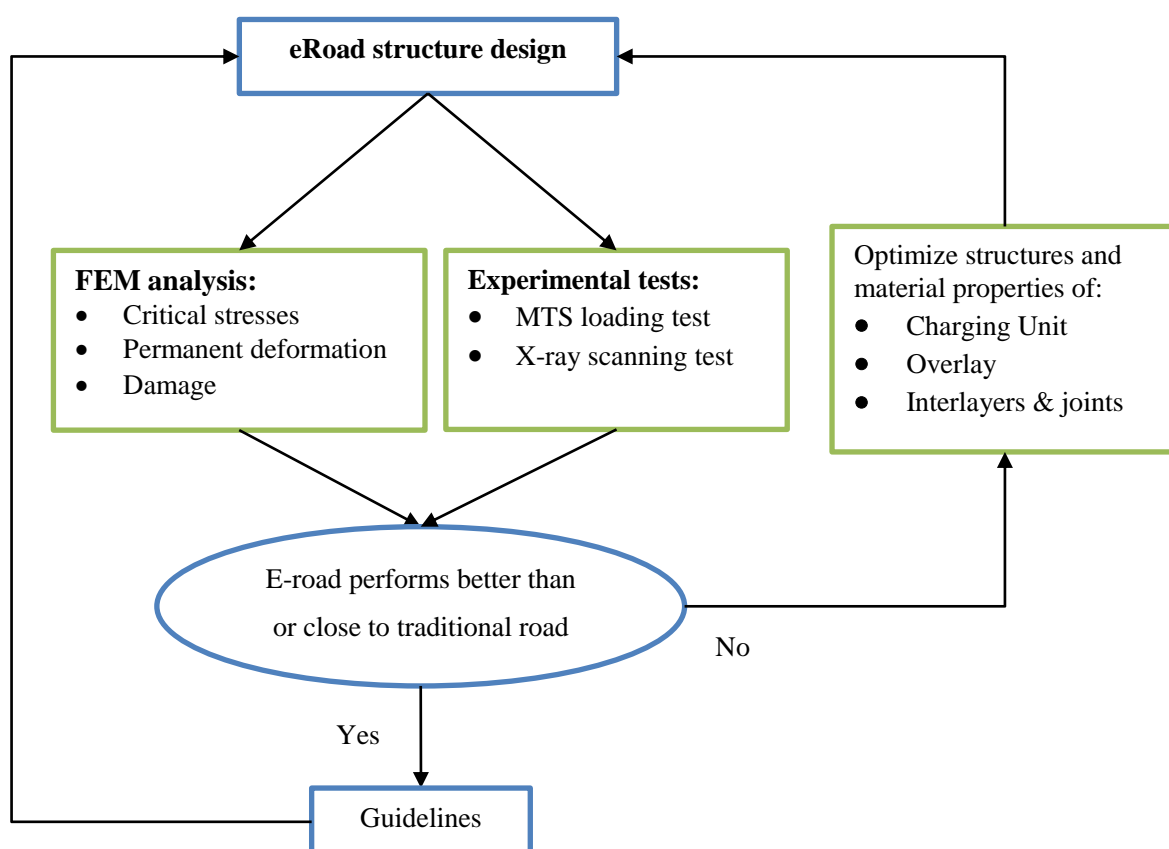 eRoad structure design
FEM analysis:
• Critical stresses
• Permanent deformation
• Damage
Experimental tests:
● MTS loading test
● X-ray scanning test
Optimize structures and
material properties of:
● Charging Unit
● Overlay
● Interlayers & joints
E-road performs better than
or close to traditional road
No
Yes
Guidelines